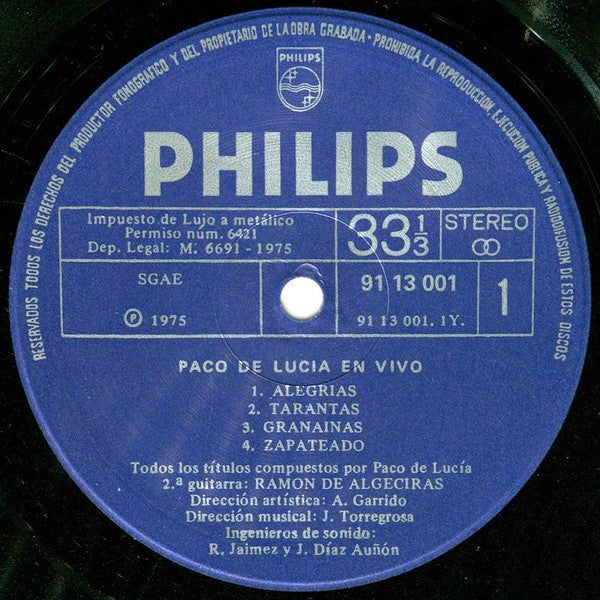 RESERVADOS TODOS LOS DERECHOS DEL PRODUCTOR FONOGRAFICO Y DEL PROPIETARIO DE LA OBRA GRABADA • PROHIBIDA LA REPRODUCCION, EJECUCION PUBLICA Y RADIODIFUSION DE ESTOS DISCOS
PHILIPS
PHILIPS
Impuesto de Lujo a metálico
Permiso núm. 6421
Dep. Legal: M. 6691 - 1975
33 1/3
STEREO
SGAE
℗ 1975
91 13 001
91 13 001. 1Y.
1
PACO DE LUCIA EN VIVO
1. ALEGRIAS
2. TARANTAS
3. GRANAINAS
4. ZAPATEADO
Todos los títulos compuestos por Paco de Lucía
2.ª guitarra: RAMON DE ALGECIRAS
Dirección artística: A. Garrido
Dirección musical: J. Torregrosa
Ingenieros de sonido:
R. Jaimez y J. Díaz Auñón